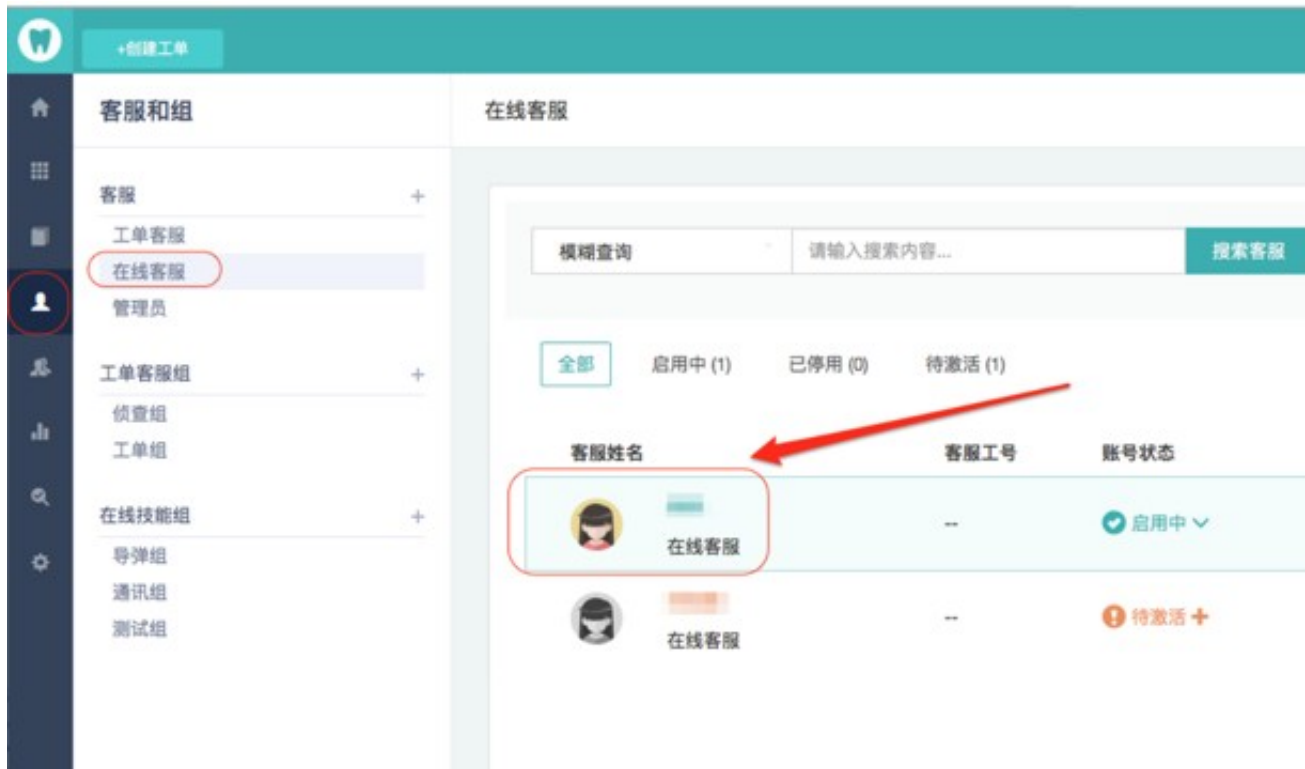 +创建工单
客服和组
在线客服
客服
+
工单客服
在线客服
管理员
工单客服组
+
侦查组
工单组
在线技能组
+
导弹组
通讯组
测试组
模糊查询
请输入搜索内容...
搜索客服
全部
启用中 (1)
已停用 (0)
待激活 (1)
客服姓名
客服工号
账号状态
在线客服
--
启用中
在线客服
--
待激活